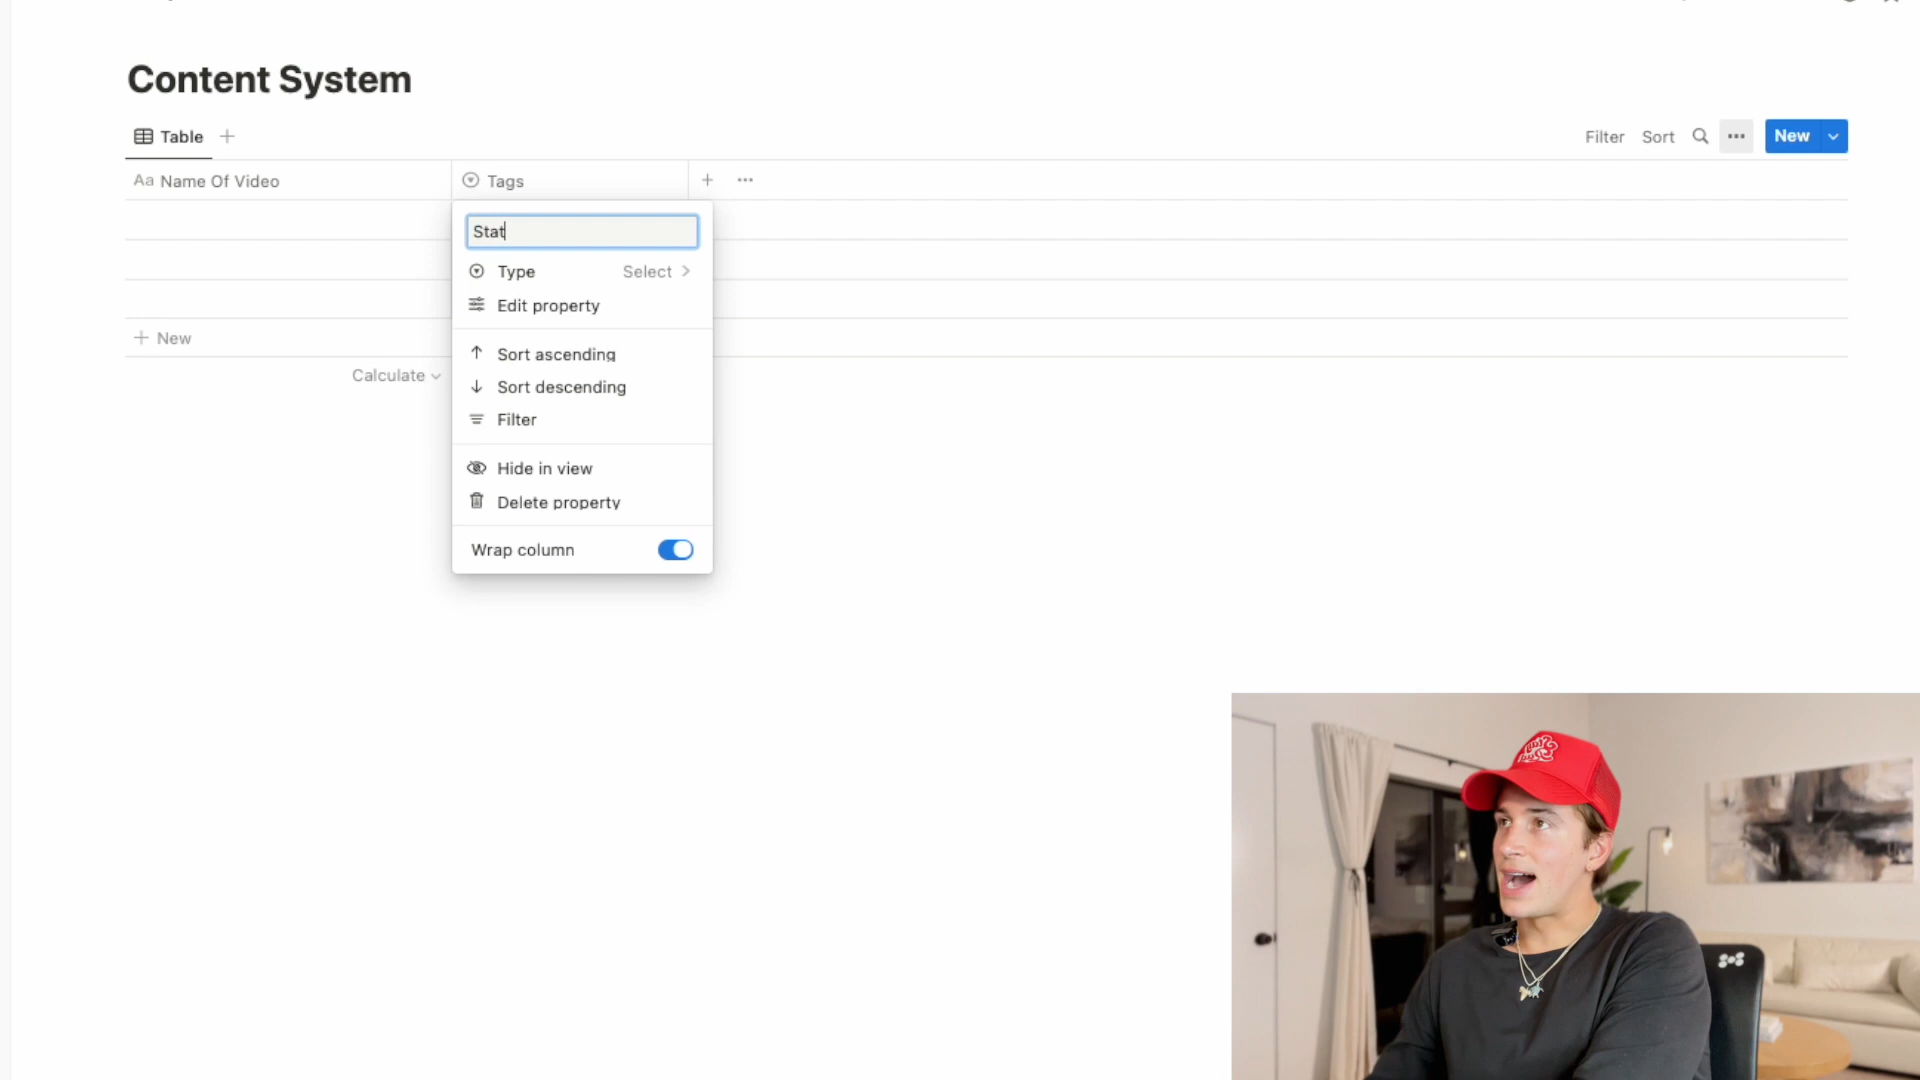 Content System
Table
Filter Sort New
Aa Name Of Video Tags
Stat
Type Select
Edit property
Sort ascending
Sort descending
Filter
Hide in view
Delete property
Wrap column
New
Calculate